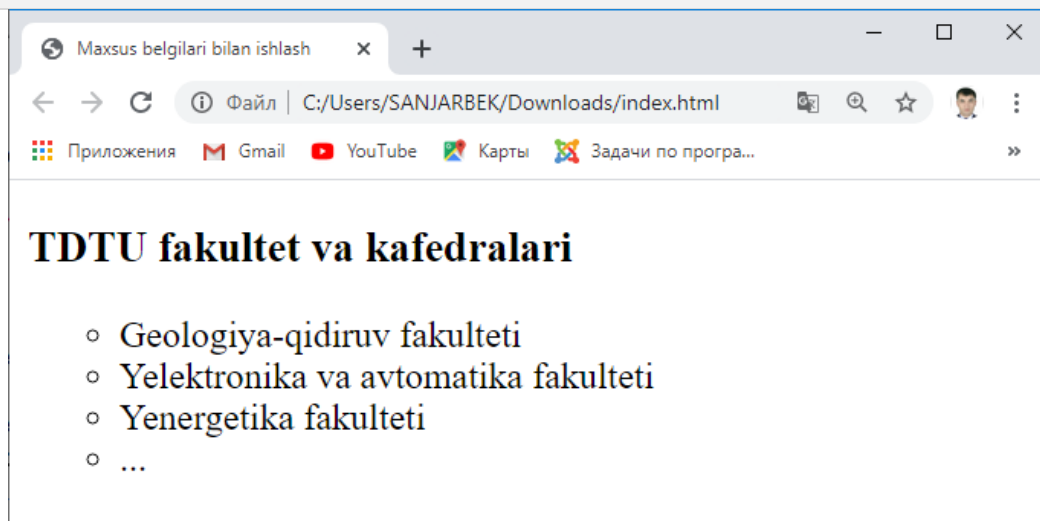 Maxsus belgilari bilan ishlash
Файл C:/Users/SANJARBEK/Downloads/index.html
Приложения Gmail YouTube Карты Задачи по програ...
TDTU fakultet va kafedralari
Geologiya-qidiruv fakulteti
Yelektronika va avtomatika fakulteti
Yenergetika fakulteti
...